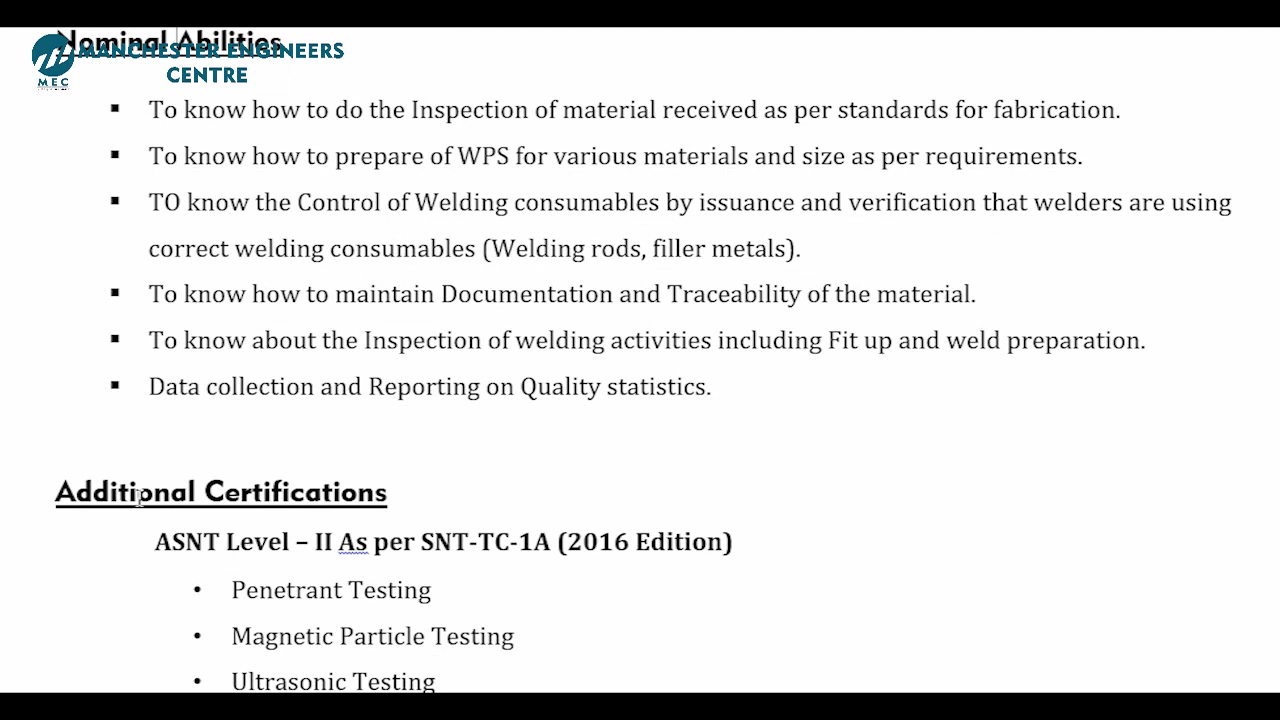 Nominal Abilities
MANCHESTER ENGINEERS
CENTRE
MEC
▪ To know how to do the Inspection of material received as per standards for fabrication.
▪ To know how to prepare of WPS for various materials and size as per requirements.
▪ TO know the Control of Welding consumables by issuance and verification that welders are using
correct welding consumables (Welding rods, filler metals).
▪ To know how to maintain Documentation and Traceability of the material.
▪ To know about the Inspection of welding activities including Fit up and weld preparation.
▪ Data collection and Reporting on Quality statistics.
Additional Certifications
ASNT Level – II As per SNT-TC-1A (2016 Edition)
• Penetrant Testing
• Magnetic Particle Testing
• Ultrasonic Testing